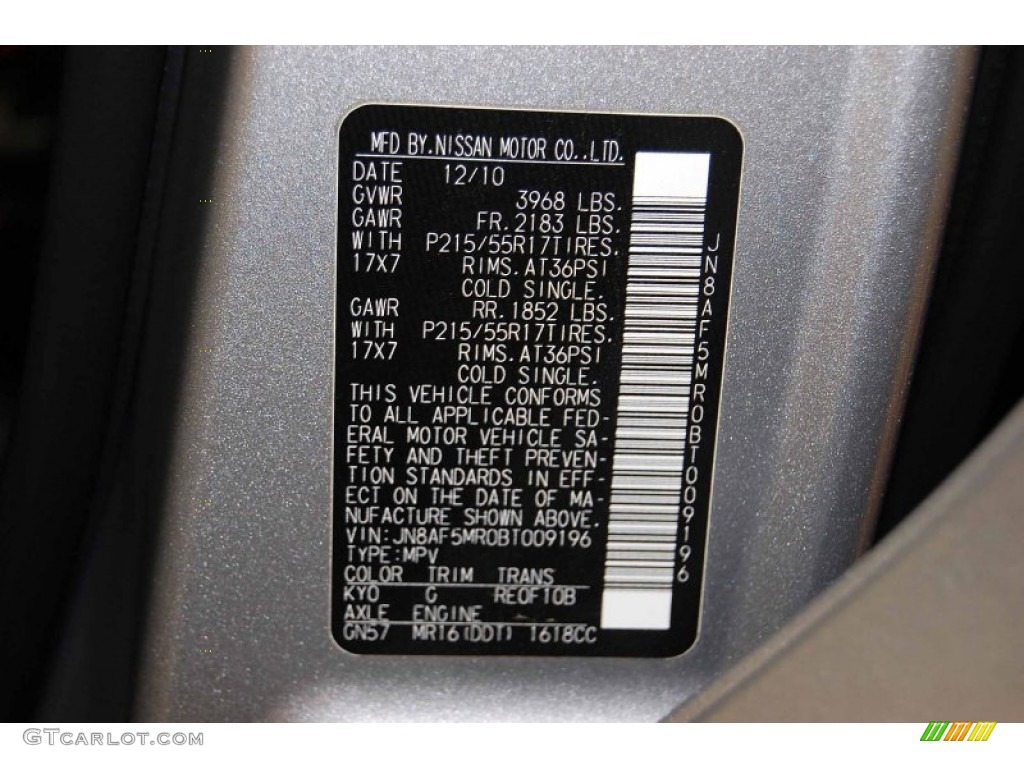 MFD BY.NISSAN MOTOR CO.,LTD.
DATE 12/10
GVWR 3968 LBS.
GAWR FR.2183 LBS.
WITH P215/55R17TIRES.
17X7 RIMS.AT36PSI
COLD SINGLE.
GAWR RR.1852 LBS.
WITH P215/55R17TIRES.
17X7 RIMS.AT36PSI
COLD SINGLE.
THIS VEHICLE CONFORMS
TO ALL APPLICABLE FED-
ERAL MOTOR VEHICLE SA-
FETY AND THEFT PREVEN-
TION STANDARDS IN EFF-
ECT ON THE DATE OF MA-
NUFACTURE SHOWN ABOVE.
VIN:JN8AF5MR0BT009196
TYPE:MPV
COLOR TRIM TRANS
KY0 G RE0F10B
AXLE ENGINE
GN57 MR16(DDT) 1618CC
JN8AF5MR0BT009196
GTCarlot.com